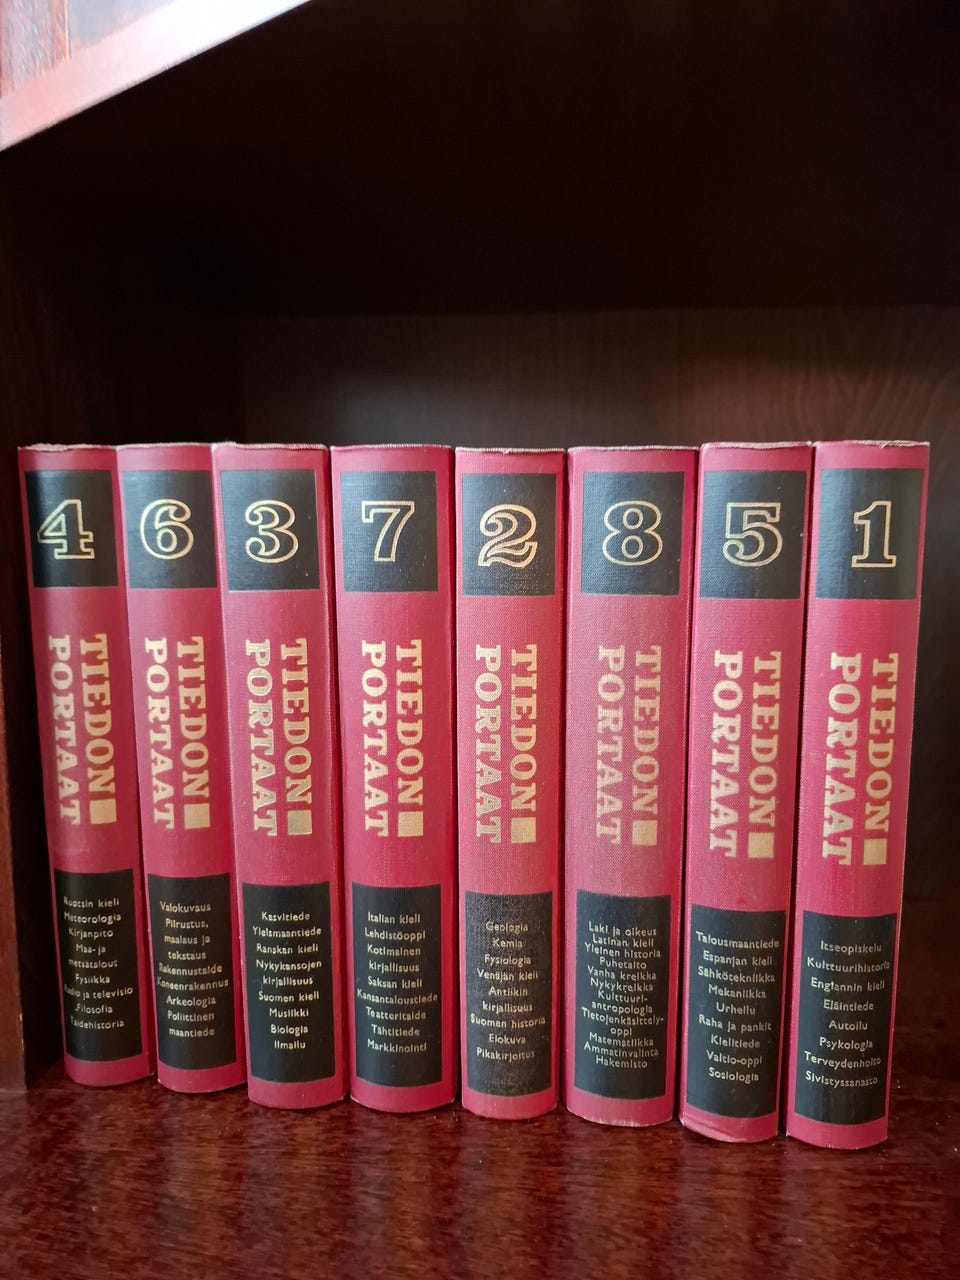 4
TIEDON
PORTAAT
Ruotsin kieli
Meteorologia
Kirjanpito
Maa- ja
metsätalous
Fysiikka
Radio ja televisio
Filosofia
Taidehistoria
6
TIEDON
PORTAAT
Valokuvaus
Piirustus,
maalaus ja
tekstaus
Rakennustaide
Koneenrakennus
Arkeologia
Poliittinen
maantiede
3
TIEDON
PORTAAT
Kasvitiede
Yleismaantiede
Ranskan kieli
Nykykansojen
kirjallisuus
Suomen kieli
Musiikki
Biologia
Ilmailu
7
TIEDON
PORTAAT
Italian kieli
Lehdistöoppi
Kotimainen
kirjallisuus
Saksan kieli
Kansantaloustiede
Teatteritaide
Tähtitiede
Markkinointi
2
TIEDON
PORTAAT
Geologia
Kemia
Fysiologia
Venäjän kieli
Antiikin
kirjallisuus
Suomen historia
Elokuva
Pikakirjoitus
8
TIEDON
PORTAAT
Laki ja oikeus
Latinan kieli
Yleinen historia
Puhetaito
Vanha kreikka
Nykykreikka
Kulttuuri-
antropologia
Tietojenkäsittely-
oppi
Matematiikka
Ammatinvalinta
Hakemisto
5
TIEDON
PORTAAT
Talousmaantiede
Espanjan kieli
Sähkötekniikka
Mekaniikka
Urheilu
Raha ja pankit
Kielitiede
Valtio-oppi
Sosiologia
1
TIEDON
PORTAAT
Itseopiskelu
Kulttuurihistoria
Englannin kieli
Eläintiede
Autoilu
Psykologia
Terveydenhoito
Sivistyssanasto